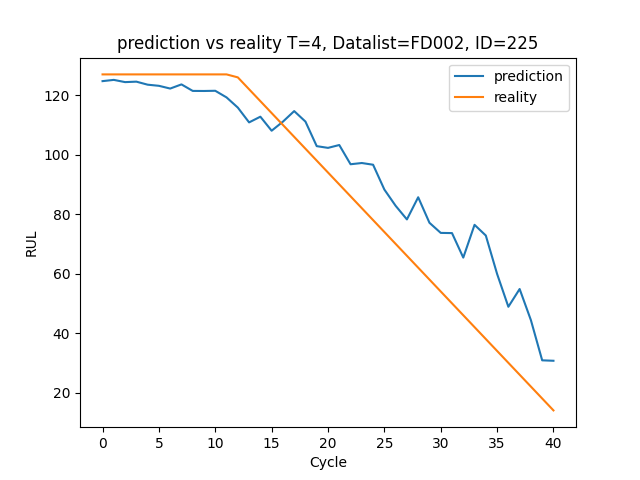 prediction vs reality T=4, Datalist=FD002, ID=225
prediction
reality
RUL
120
100
80
60
40
20
0 5 10 15 20 25 30 35 40
Cycle